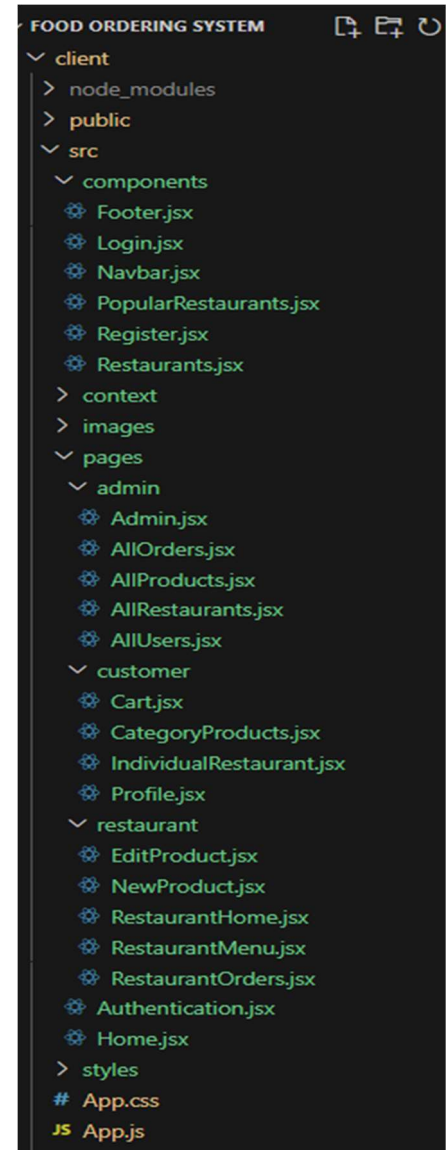 FOOD ORDERING SYSTEM
client
node_modules
public
src
components
Footer.jsx
Login.jsx
Navbar.jsx
PopularRestaurants.jsx
Register.jsx
Restaurants.jsx
context
images
pages
admin
Admin.jsx
AllOrders.jsx
AllProducts.jsx
AllRestaurants.jsx
AllUsers.jsx
customer
Cart.jsx
CategoryProducts.jsx
IndividualRestaurant.jsx
Profile.jsx
restaurant
EditProduct.jsx
NewProduct.jsx
RestaurantHome.jsx
RestaurantMenu.jsx
RestaurantOrders.jsx
Authentication.jsx
Home.jsx
styles
# App.css
JS App.js